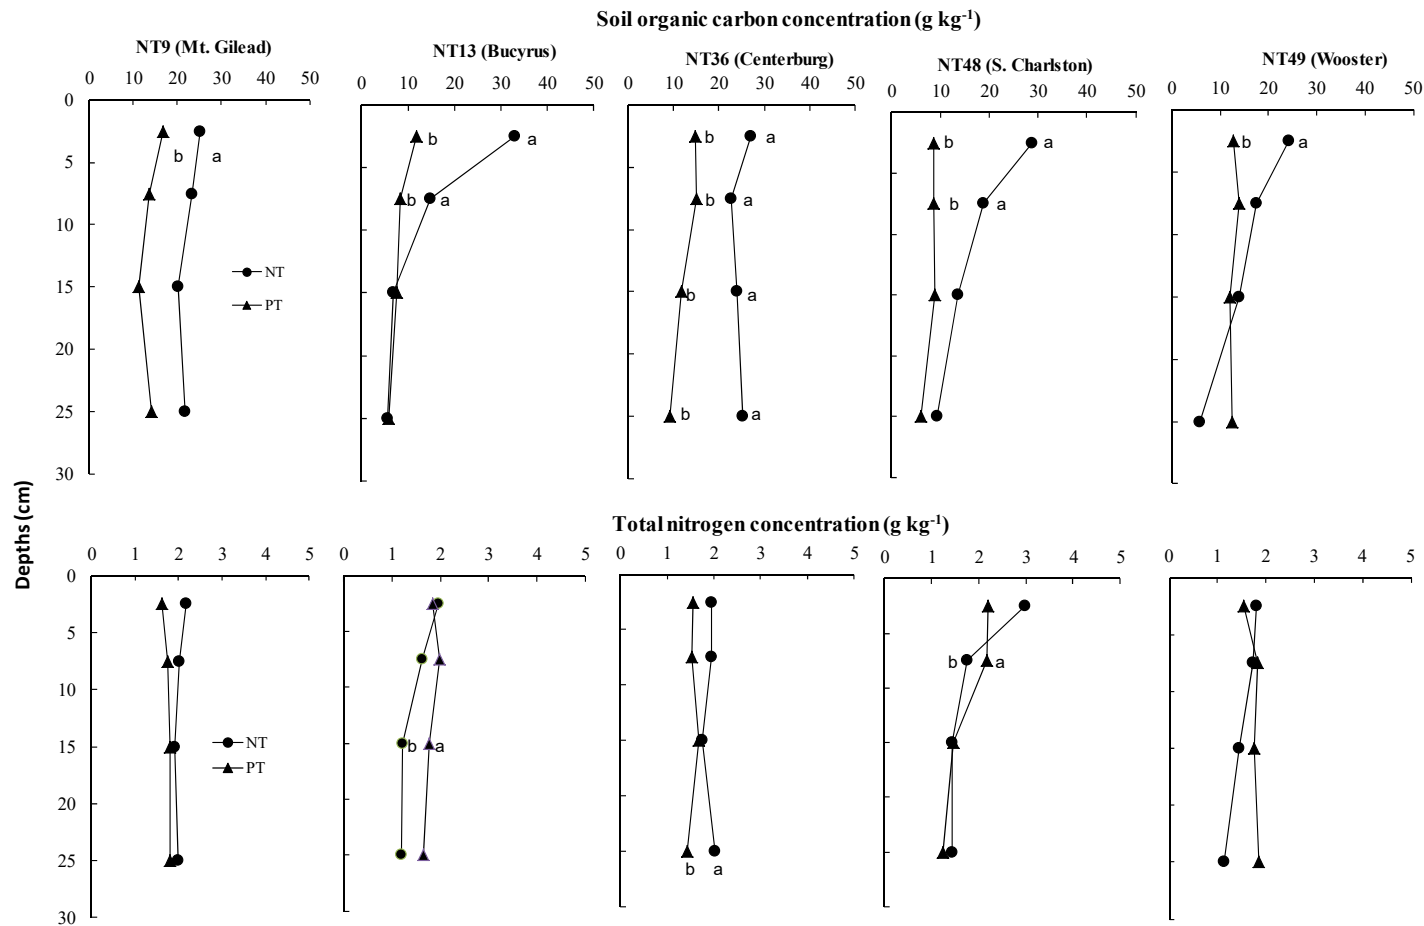 Soil organic carbon concentration (g kg-1)
NT9 (Mt. Gilead)
NT13 (Bucyrus)
NT36 (Centerburg)
NT48 (S. Charlston)
NT49 (Wooster)
0 10 20 30 40 50
0 10 20 30 40 50
0 10 20 30 40 50
0 10 20 30 40 50
0 10 20 30 40 50
0
5
10
15
20
25
30
b a
b a
b a
b a
b a
b a
b a
b a
b a
b a
b a
NT
PT
Depths (cm)
Total nitrogen concentration (g kg-1)
0 1 2 3 4 5
0 1 2 3 4 5
0 1 2 3 4 5
0 1 2 3 4 5
0 1 2 3 4 5
0
5
10
15
20
25
30
b a
b a
b a
NT
PT